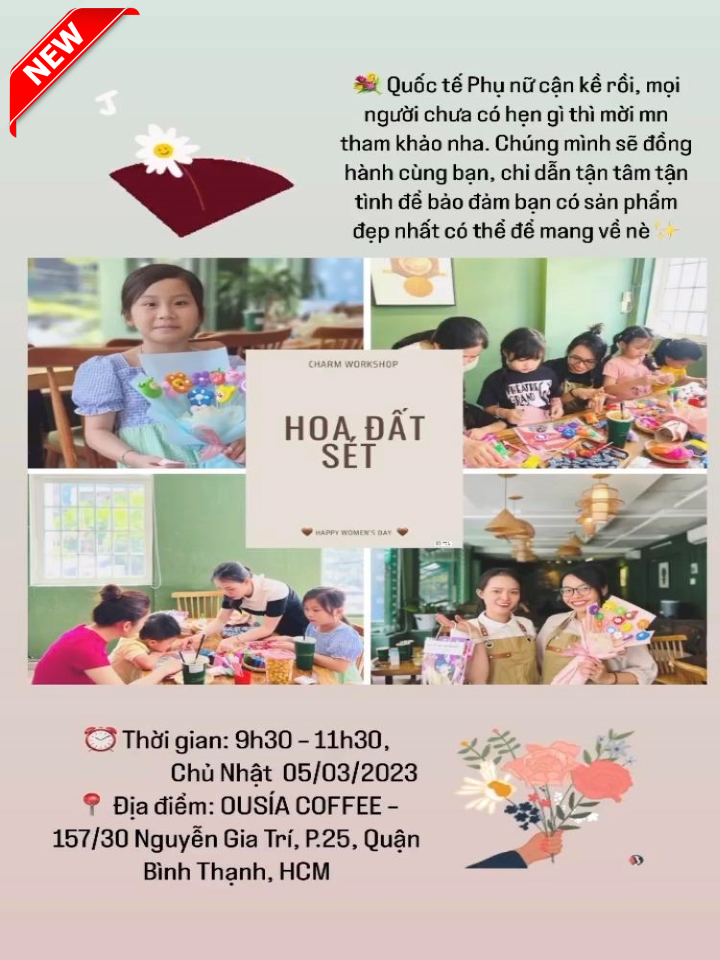 NEW
J
💐 Quốc tế Phụ nữ cận kề rồi, mọi
người chưa có hẹn gì thì mời mn
tham khảo nha. Chúng mình sẽ đồng
hành cùng bạn, chỉ dẫn tận tâm tận
tình để bảo đảm bạn có sản phẩm
đẹp nhất có thể để mang về nè ✨
CHARM WORKSHOP
HOA ĐẤT
SÉT
🤎 HAPPY WOMEN'S DAY 🤎
⏰ Thời gian: 9h30 – 11h30,
Chủ Nhật 05/03/2023
📍 Địa điểm: OUSÍA COFFEE –
157/30 Nguyễn Gia Trí, P.25, Quận
Bình Thạnh, HCM